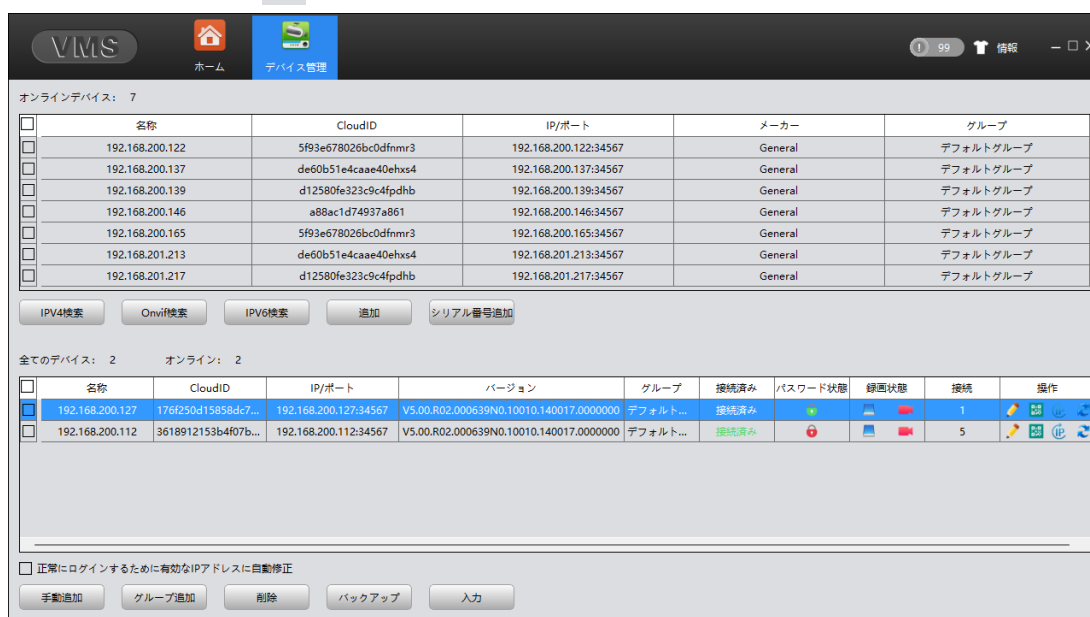 VMS
99 情報
ホーム デバイス管理
オンラインデバイス： 7
名称 CloudID IP/ポート メーカー グループ
192.168.200.122 5f93e678026bc0dfnmr3 192.168.200.122:34567 General デフォルトグループ
192.168.200.137 de60b51e4caae40ehxs4 192.168.200.137:34567 General デフォルトグループ
192.168.200.139 d12580fe323c9c4fpdhb 192.168.200.139:34567 General デフォルトグループ
192.168.200.146 a88ac1d74937a861 192.168.200.146:34567 General デフォルトグループ
192.168.200.165 5f93e678026bc0dfnmr3 192.168.200.165:34567 General デフォルトグループ
192.168.201.213 de60b51e4caae40ehxs4 192.168.201.213:34567 General デフォルトグループ
192.168.201.217 d12580fe323c9c4fpdhb 192.168.201.217:34567 General デフォルトグループ
IPV4検索 Onvif検索 IPV6検索 追加 シリアル番号追加
全てのデバイス： 2 オンライン： 2
名称 CloudID IP/ポート バージョン グループ 接続済み パスワード状態 録画状態 接続 操作
192.168.200.127 176f250d15858dc7... 192.168.200.127:34567 V5.00.R02.000639N0.10010.140017.0000000 デフォルト... 接続済み 1 IP
192.168.200.112 3618912153b4f07b... 192.168.200.112:34567 V5.00.R02.000639N0.10010.140017.0000000 デフォルト... 接続済み 5 IP
正常にログインするために有効なIPアドレスに自動修正
手動追加 グループ追加 削除 バックアップ 入力